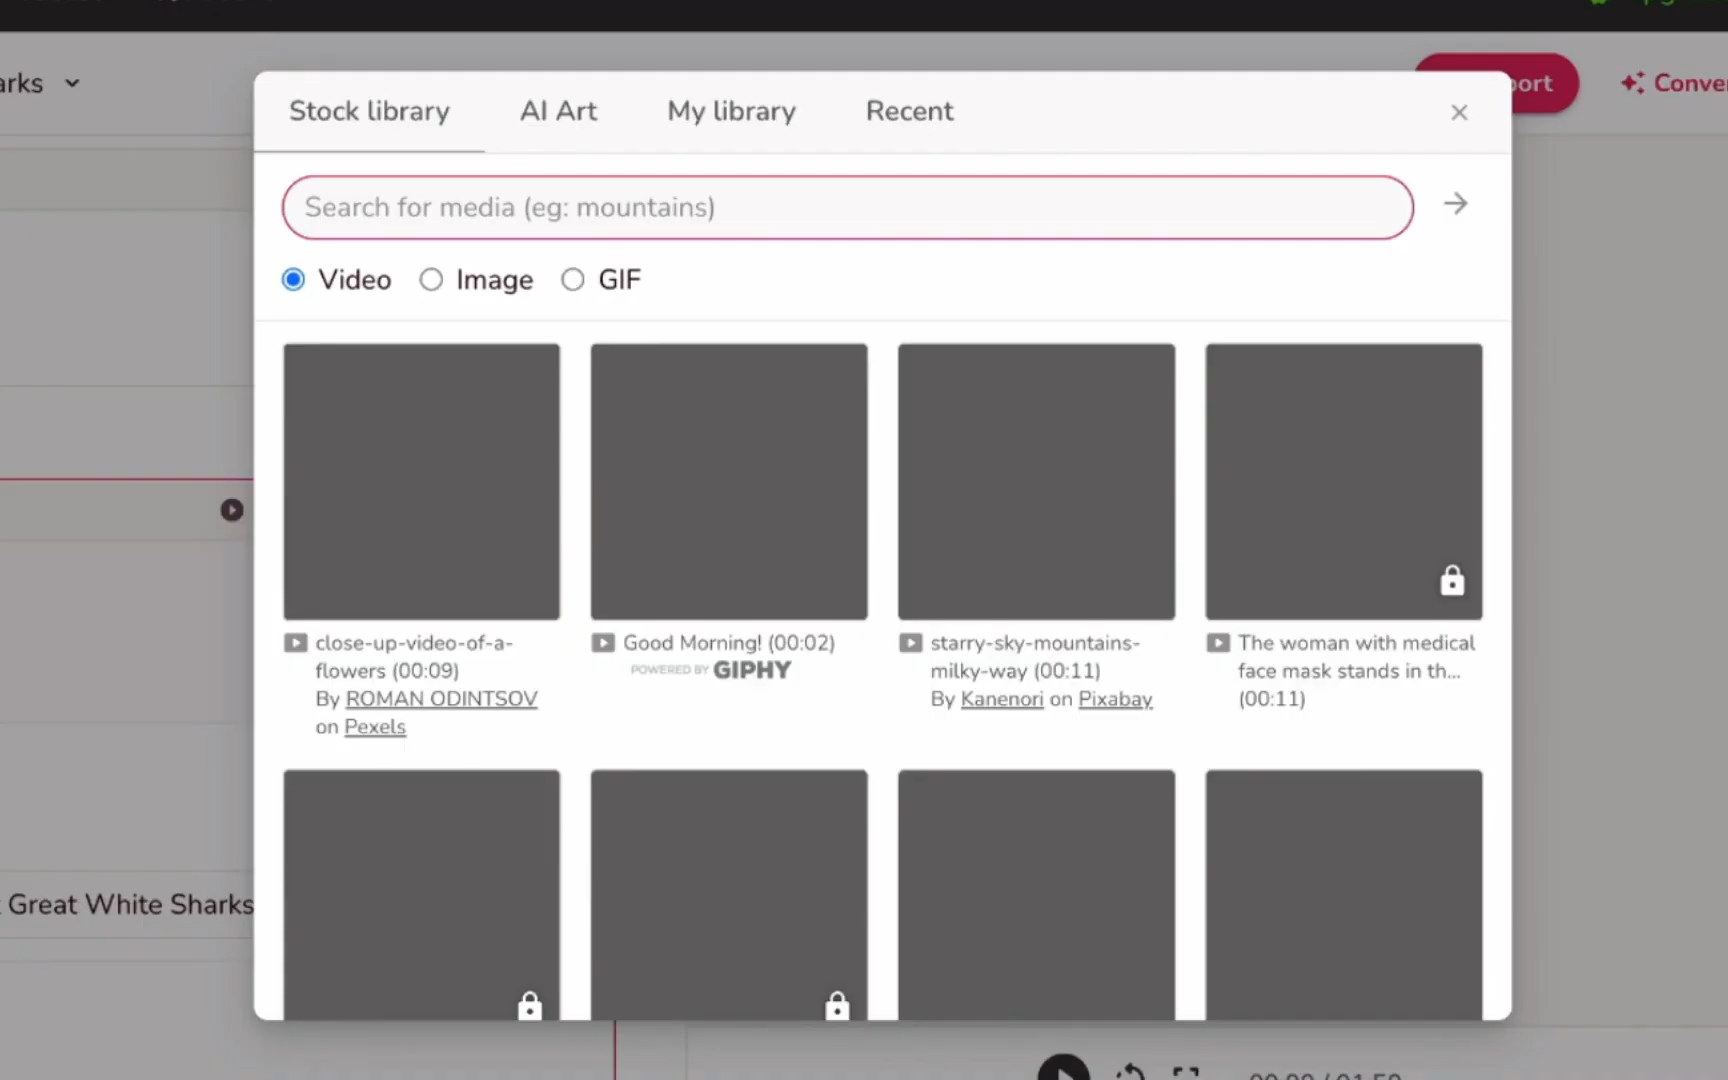 arks
port
Conver
Stock library
AI Art
My library
Recent
Search for media (eg: mountains)
Video
Image
GIF
close-up-video-of-a-
flowers (00:09)
By ROMAN ODINTSOV
on Pexels
Good Morning! (00:02)
POWERED BY GIPHY
starry-sky-mountains-
milky-way (00:11)
By Kanenori on Pixabay
The woman with medical
face mask stands in th...
(00:11)
Great White Sharks